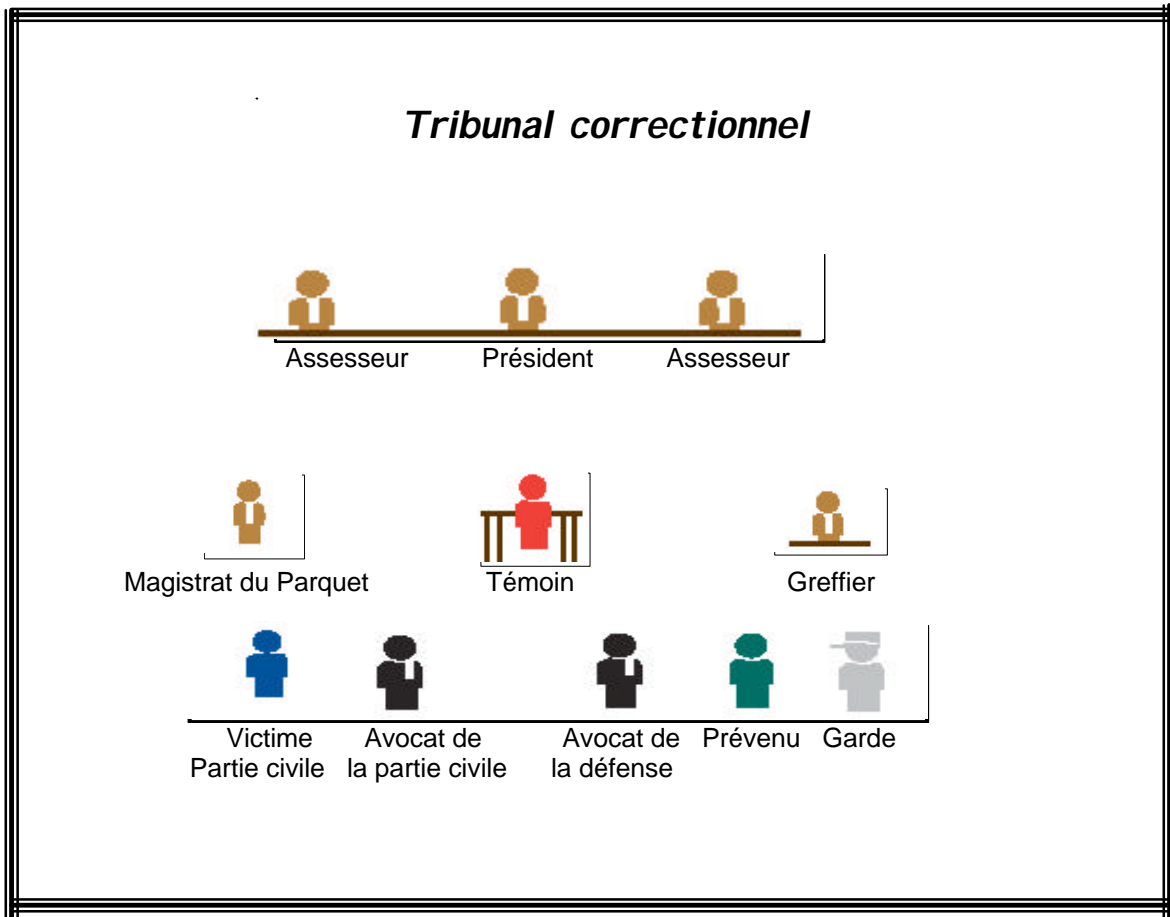 Tribunal correctionnel
Assesseur Président Assesseur
Magistrat du Parquet Témoin Greffier
Victime Avocat de Avocat de Prévenu Garde
Partie civile la partie civile la défense